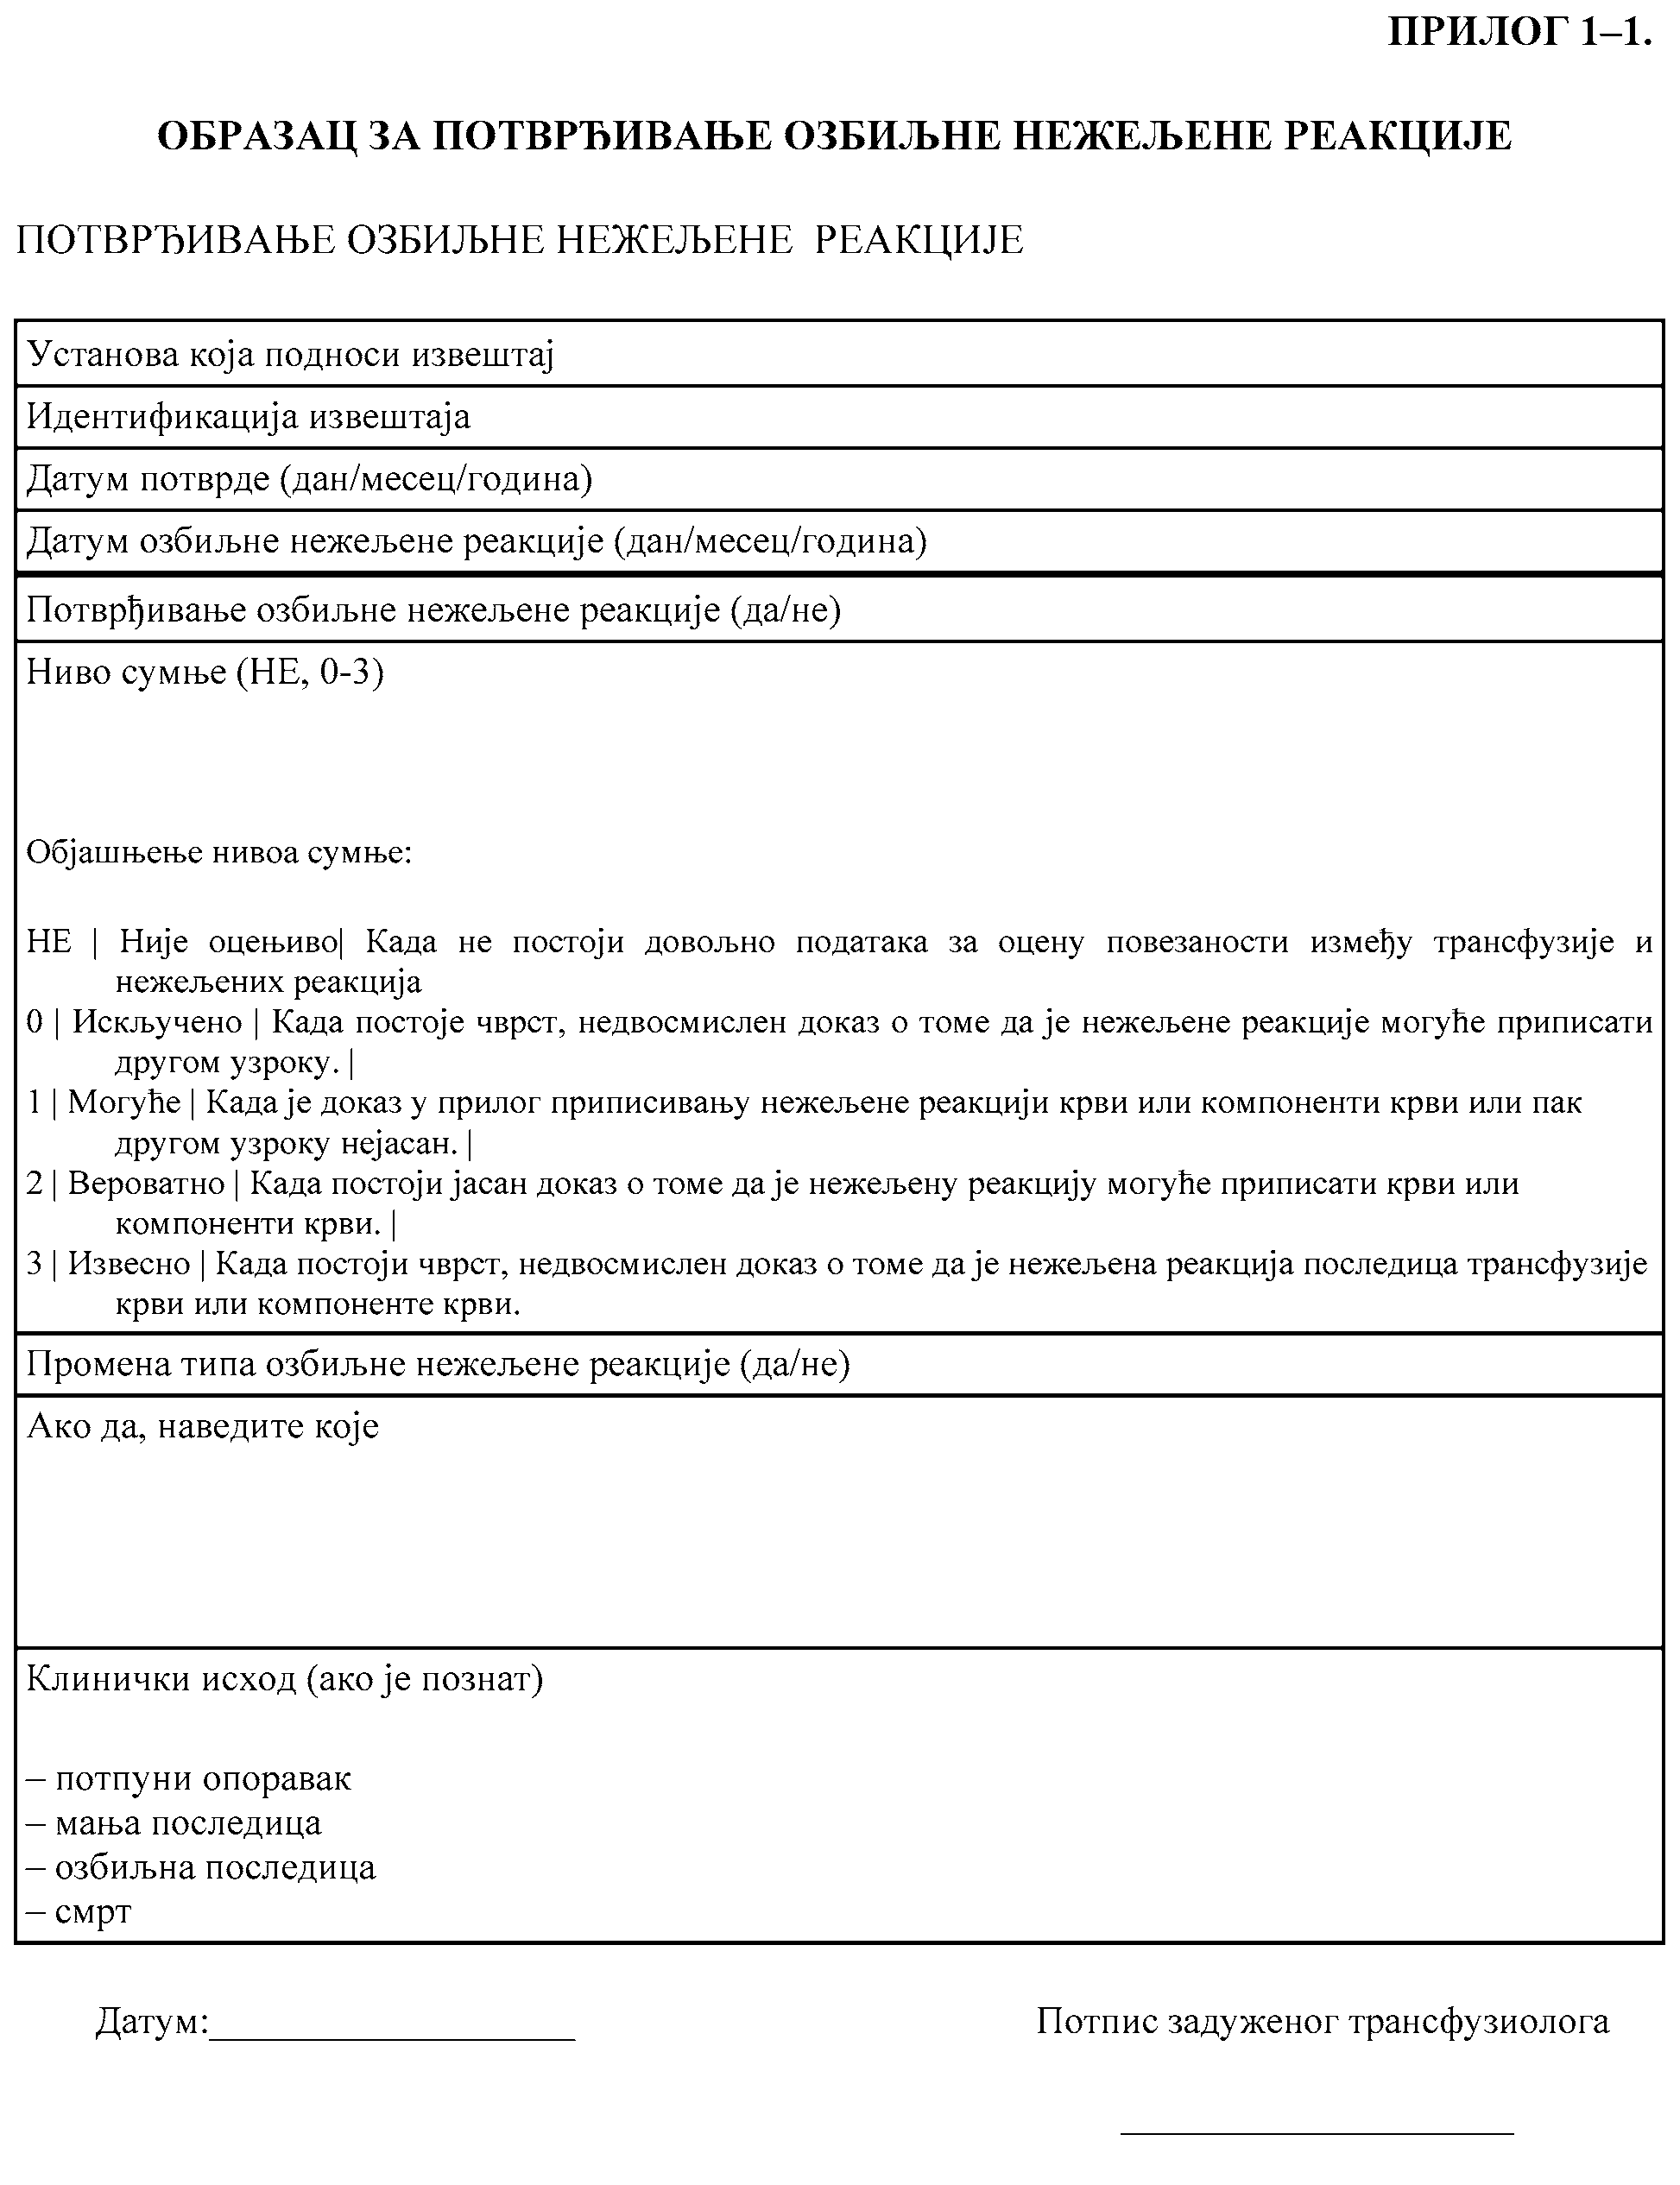 ПРИЛОГ 1–1.
ОБРАЗАЦ ЗА ПОТВРЂИВАЊЕ ОЗБИЉНЕ НЕЖЕЉЕНЕ РЕАКЦИЈЕ
ПОТВРЂИВАЊЕ ОЗБИЉНЕ НЕЖЕЉЕНЕ РЕАКЦИЈЕ
Установа која подноси извештај
Идентификација извештаја
Датум потврде (дан/месец/година)
Датум озбиљне нежељене реакције (дан/месец/година)
Потврђивање озбиљне нежељене реакције (да/не)
Ниво сумње (НЕ, 0-3)
Објашњење нивоа сумње:
НЕ | Није оцењиво| Када не постоји довољно података за оцену повезаности између трансфузије и
нежељених реакција
0 | Искључено | Када постоје чврст, недвосмислен доказ о томе да је нежељене реакције могуће приписати
другом узроку. |
1 | Могуће | Када је доказ у прилог приписивању нежељене реакцији крви или компоненти крви или пак
другом узроку нејасан. |
2 | Вероватно | Када постоји јасан доказ о томе да је нежељену реакцију могуће приписати крви или
компоненти крви. |
3 | Извесно | Када постоји чврст, недвосмислен доказ о томе да је нежељена реакција последица трансфузије
крви или компоненте крви.
Промена типа озбиљне нежељене реакције (да/не)
Ако да, наведите које
Клинички исход (ако је познат)
– потпуни опоравак
– мања последица
– озбиљна последица
– смрт
Датум:___________________ Потпис задуженог трансфузиолога
____________________